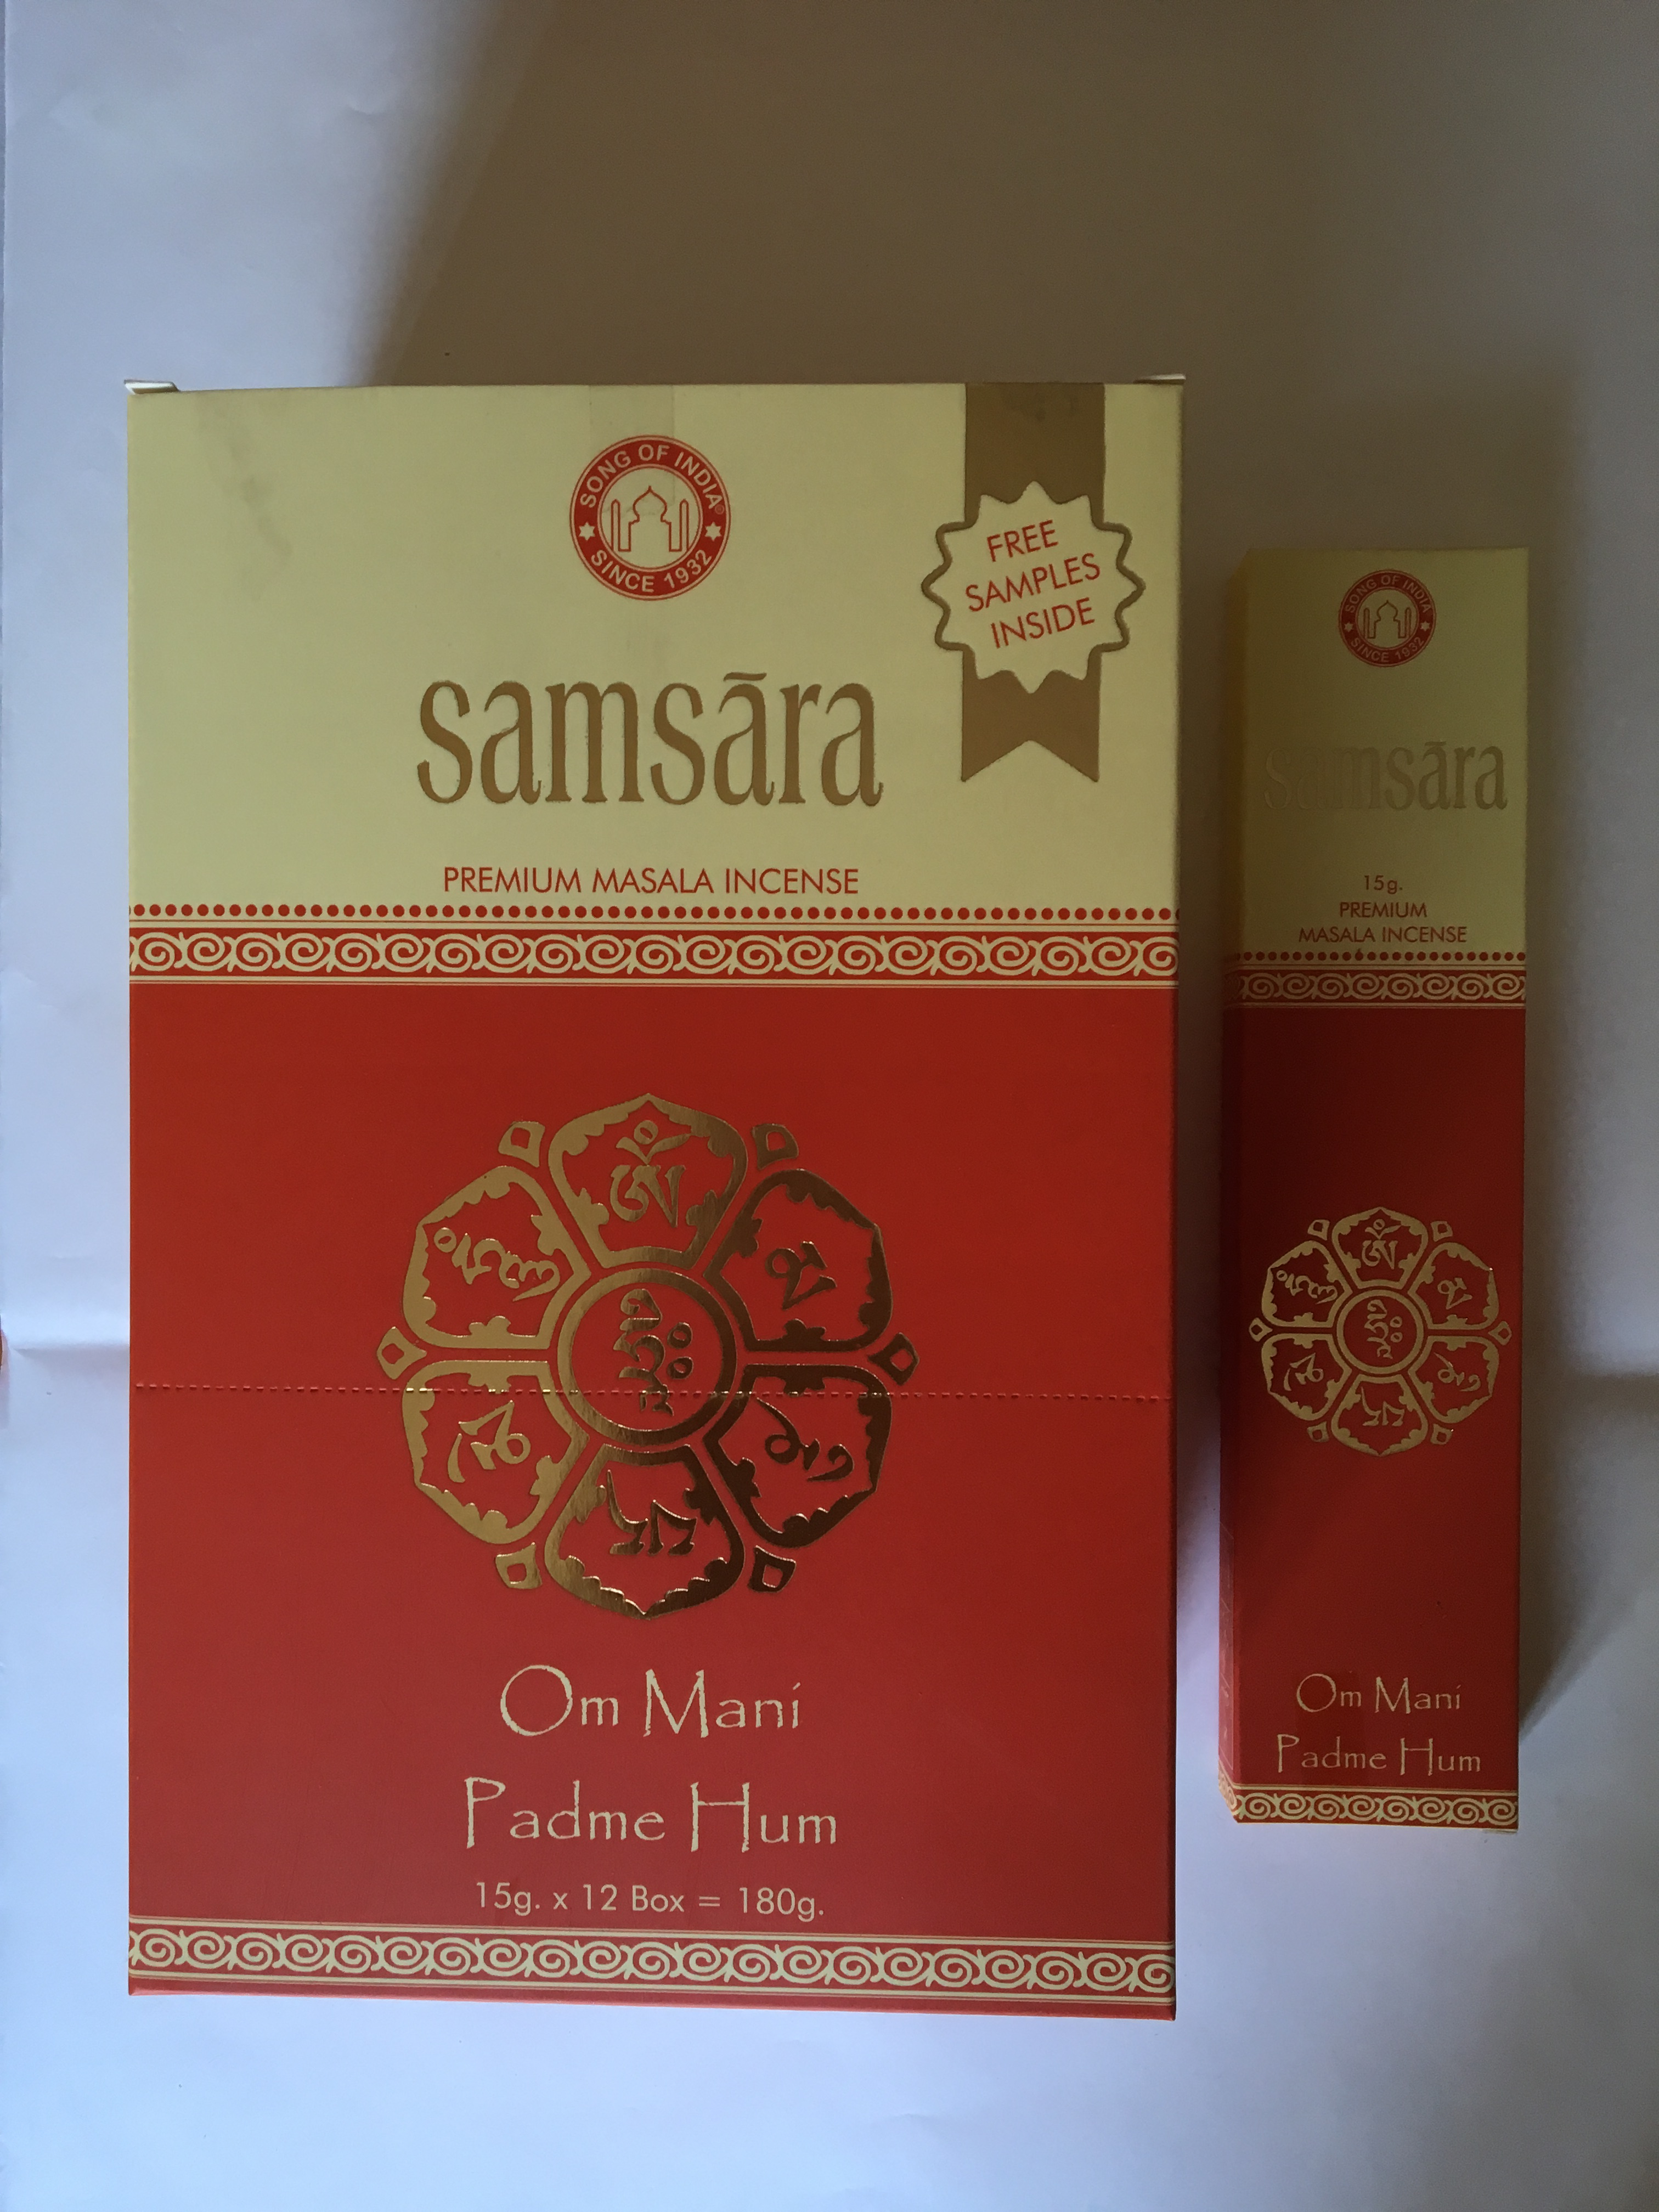 SONG OF INDIA®
SINCE 1932
FREE
SAMPLES
INSIDE
samsāra
PREMIUM MASALA INCENSE
ༀ
མ
ཎི
པ
དྨེ
ཧཱུྃ
Om Mani
Padme Hum
15g. x 12 Box = 180g.
SONG OF INDIA
SINCE 1932
samsāra
15g.
PREMIUM
MASALA INCENSE
Om Mani
Padme Hum